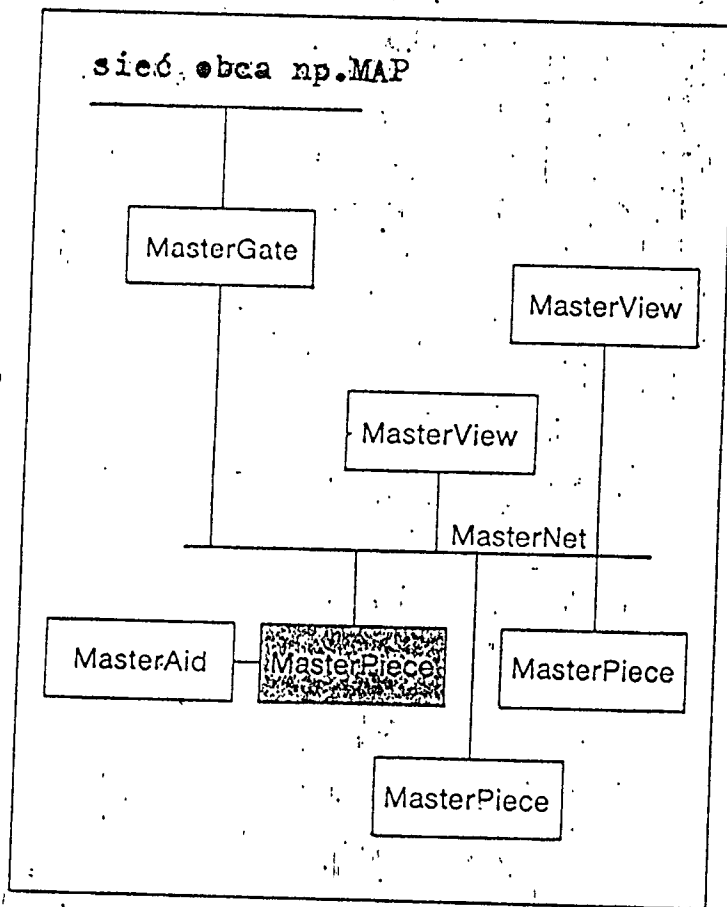 sieć obca np.MAP
MasterGate
MasterView
MasterView
MasterNet
MasterAid
MasterPiece
MasterPiece
MasterPiece